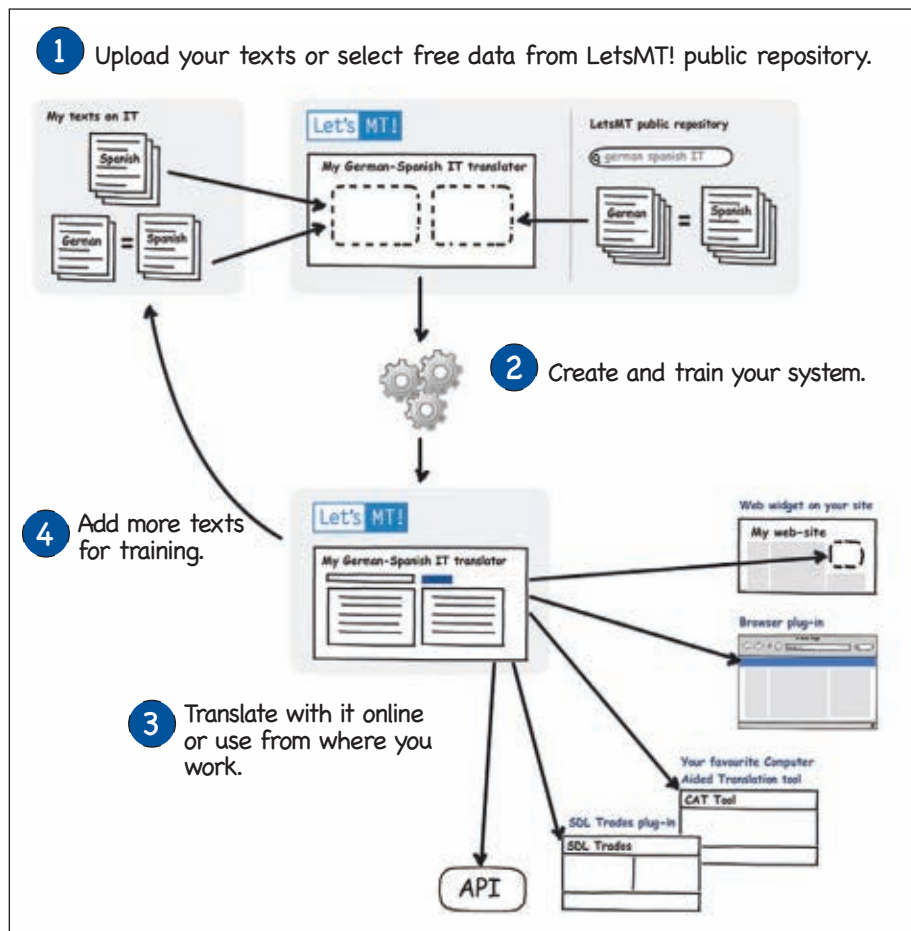 1 Upload your texts or select free data from LetsMT! public repository.
My texts on IT
Spanish
German = Spanish
Let's MT!
My German-Spanish IT translator
LetsMT public repository
german spanish IT
German = Spanish
2 Create and train your system.
4 Add more texts
for training.
Let's MT!
My German-Spanish IT translator
Web widget on your site
My web-site
Browser plug-in
3 Translate with it online
or use from where you
work.
Your favourite Computer
Aided Translation tool
CAT Tool
SDL Trados plug-in
SDL Trados
API